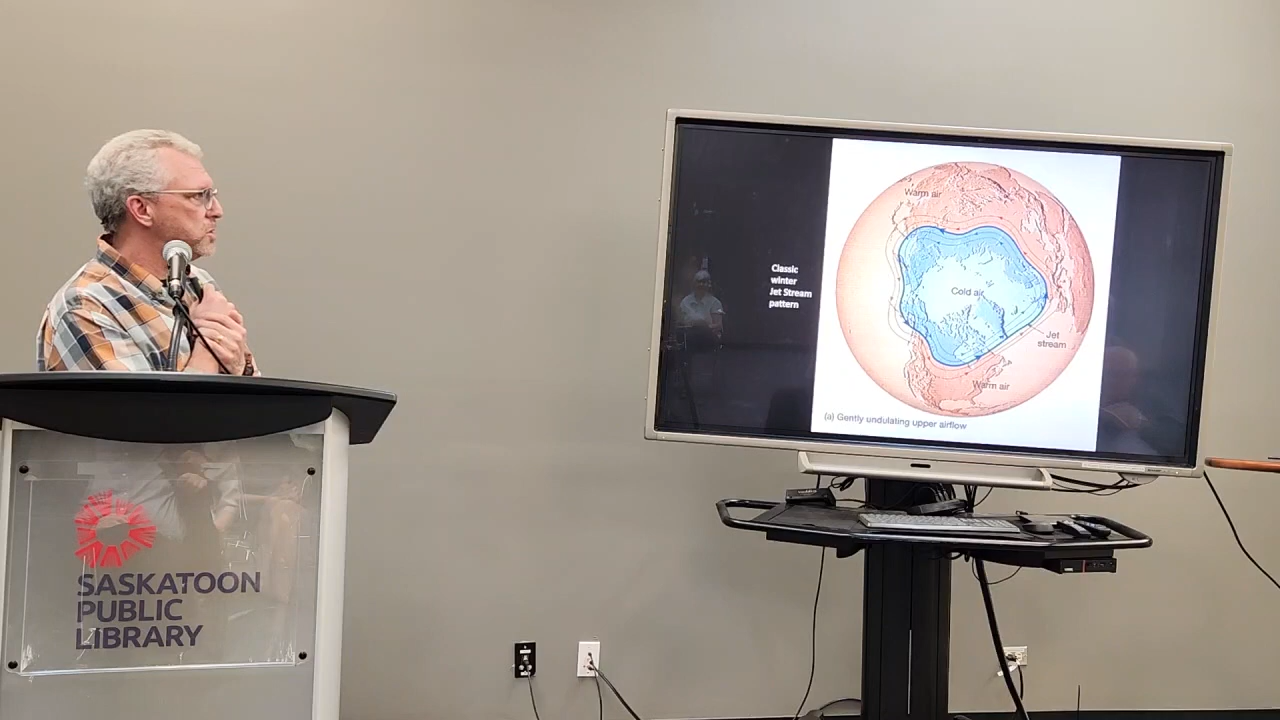 SASKATOON
PUBLIC
LIBRARY
Classic
winter
Jet Stream
pattern
Warm air
Cold air
Jet
stream
Warm air
(a) Gently undulating upper airflow